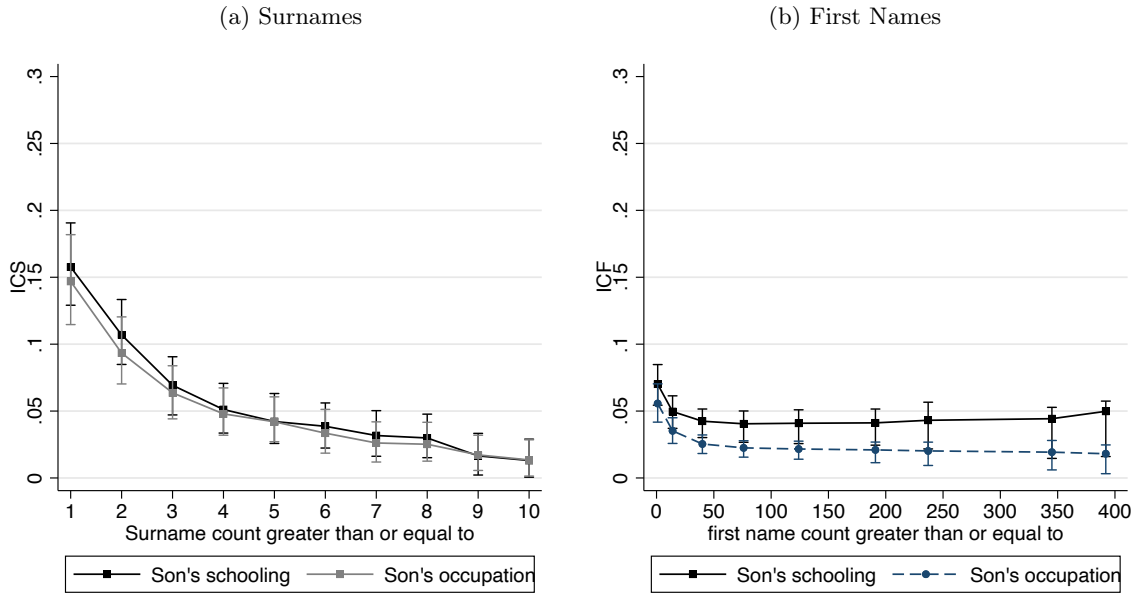 (a) Surnames
.3
.25
.2
.15
.1
.05
0
ICS
1 2 3 4 5 6 7 8 9 10
Surname count greater than or equal to
Son's schooling Son's occupation
(b) First Names
.3
.25
.2
.15
.1
.05
0
ICF
0 50 100 150 200 250 300 350 400
first name count greater than or equal to
Son's schooling Son's occupation